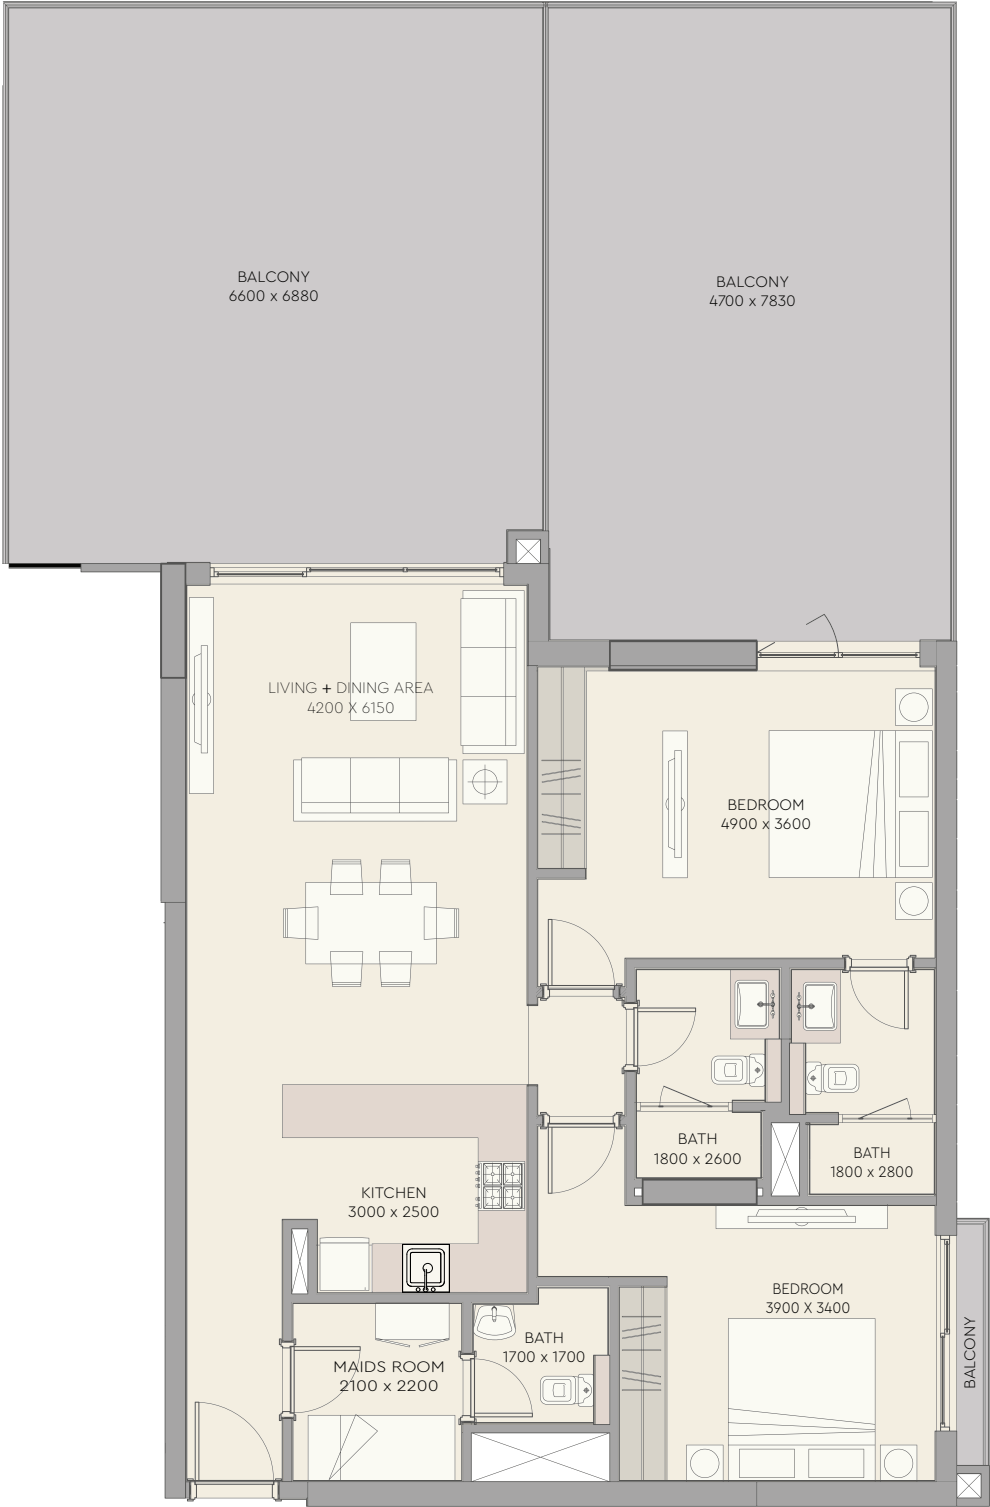 BALCONY
6600 x 6880
BALCONY
4700 x 7830
LIVING + DINING AREA
4200 X 6150
BEDROOM
4900 x 3600
BATH
1800 x 2600
BATH
1800 x 2800
KITCHEN
3000 x 2500
BEDROOM
3900 X 3400
BALCONY
BATH
1700 x 1700
MAIDS ROOM
2100 x 2200